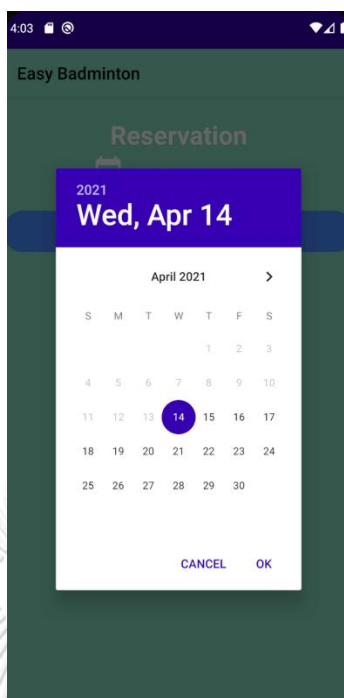 4:03
Easy Badminton
Reservation
2021
Wed, Apr 14
April 2021
S M T W T F S
1 2 3
4 5 6 7 8 9 10
11 12 13 14 15 16 17
18 19 20 21 22 23 24
25 26 27 28 29 30
CANCEL OK